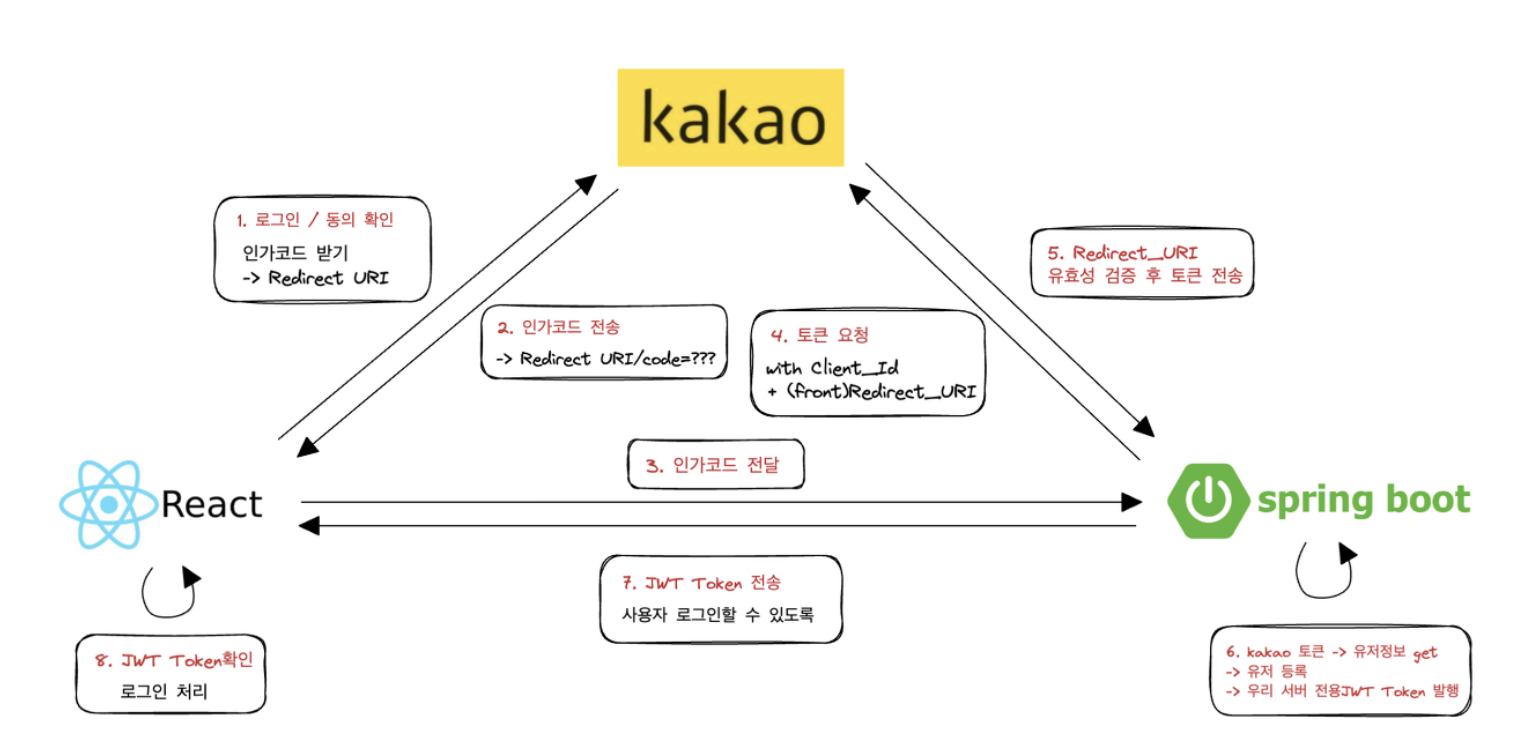 kakao
1. 로그인 / 동의 확인
인가코드 받기
-> Redirect URI
2. 인가코드 전송
-> Redirect URI/code=???
3. 인가코드 전달
4. 토큰 요청
with Client_Id
+ (front)Redirect_URI
5. Redirect_URI
유효성 검증 후 토큰 전송
React
spring boot
6. kakao 토큰 -> 유저정보 get
-> 유저 등록
-> 우리 서버 전용JWT Token 발행
7. JWT Token 전송
사용자 로그인할 수 있도록
8. JWT Token확인
로그인 처리